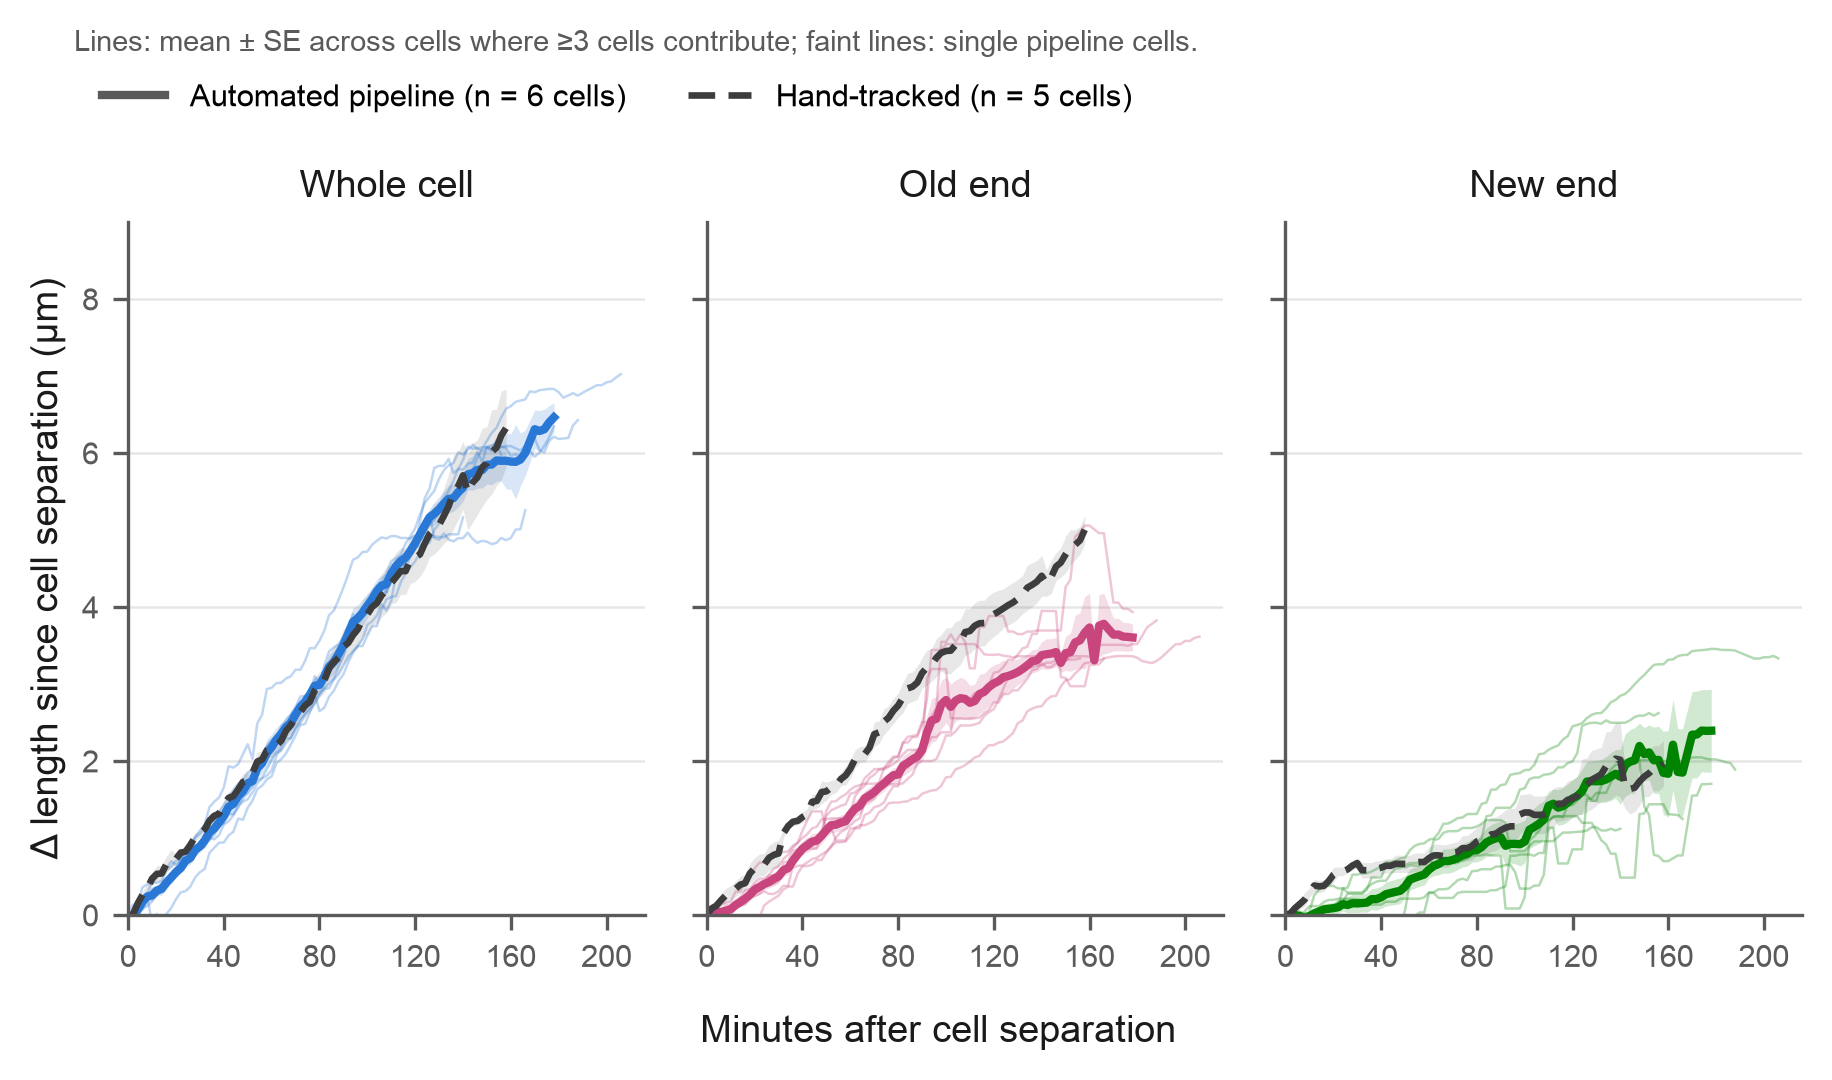 Lines: mean ± SE across cells where ≥3 cells contribute; faint lines: single pipeline cells.
Automated pipeline (n = 6 cells)
Hand-tracked (n = 5 cells)
Whole cell
Old end
New end
Δ length since cell separation (μm)
8
6
4
2
0
0 40 80 120 160 200
0 40 80 120 160 200
0 40 80 120 160 200
Minutes after cell separation